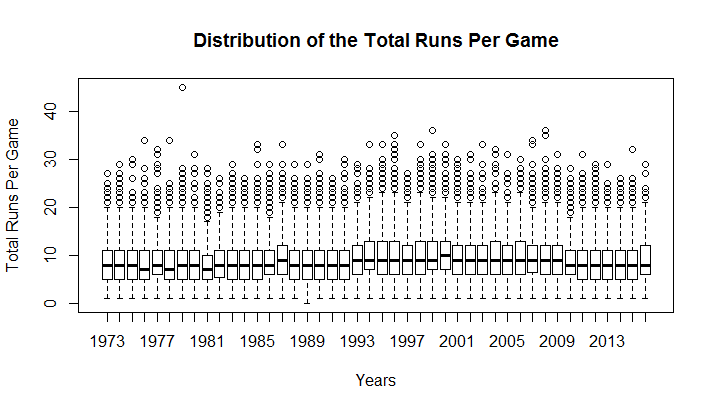 Distribution of the Total Runs Per Game
Total Runs Per Game
40
30
20
10
0
1973 1977 1981 1985 1989 1993 1997 2001 2005 2009 2013
Years